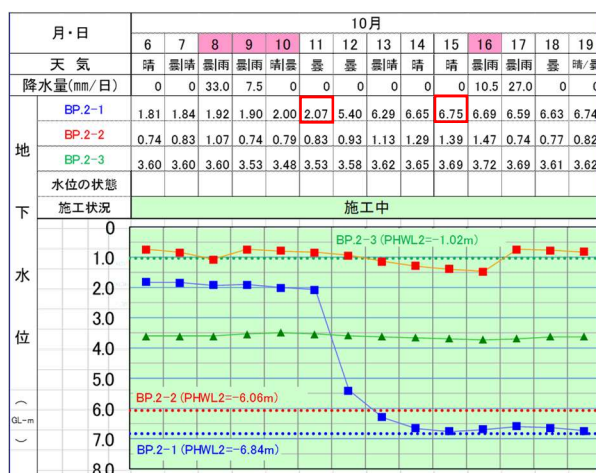 月・日 10月
6 7 8 9 10 11 12 13 14 15 16 17 18 19
天気 晴 曇|晴 曇|雨 曇|雨 晴|曇 曇 曇 曇|晴 晴 晴 曇|雨 曇|雨 曇 晴/曇
降水量(mm/日) 0 0 33.0 7.5 0 0 0 0 0 0 10.5 27.0 0 0
BP.2-1 1.81 1.84 1.92 1.90 2.00 2.07 5.40 6.29 6.65 6.75 6.69 6.59 6.63 6.74
BP.2-2 0.74 0.83 1.07 0.74 0.79 0.83 0.93 1.13 1.29 1.39 1.47 0.74 0.77 0.82
BP.2-3 3.60 3.60 3.60 3.53 3.48 3.53 3.58 3.62 3.65 3.69 3.72 3.69 3.61 3.62
水位の状態
施工状況 施工中
地下水位(GL-m)
0
1.0
2.0
3.0
4.0
5.0
6.0
7.0
8.0
BP.2-3 (PHWL2=-1.02m)
BP.2-2 (PHWL2=-6.06m)
BP.2-1 (PHWL2=-6.84m)